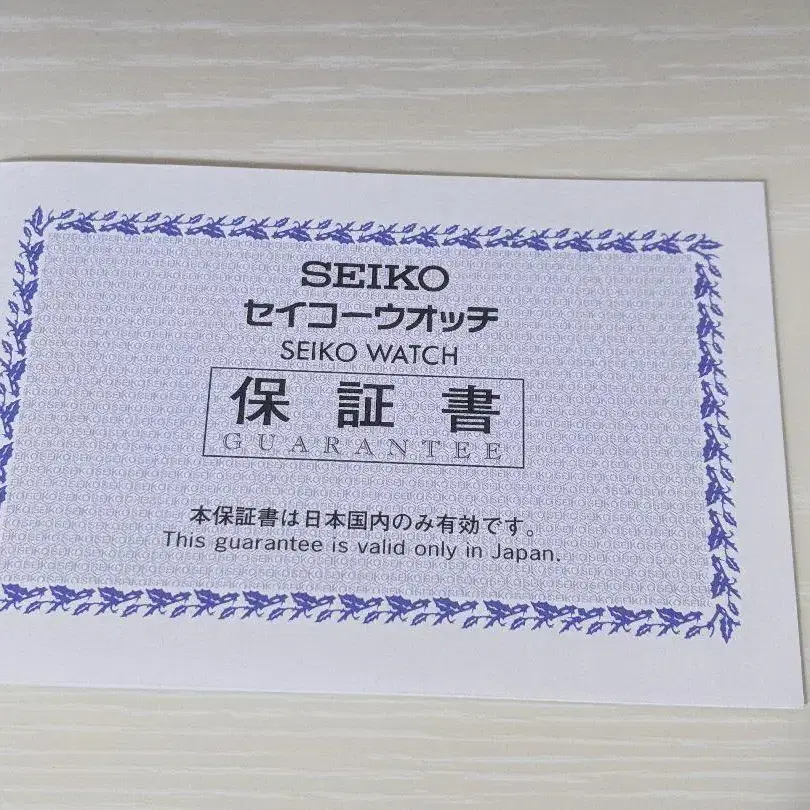 SEIKO
セイコーウオッチ
SEIKO WATCH
保証書
GUARANTEE
本保証書は日本国内のみ有効です。
This guarantee is valid only in Japan.